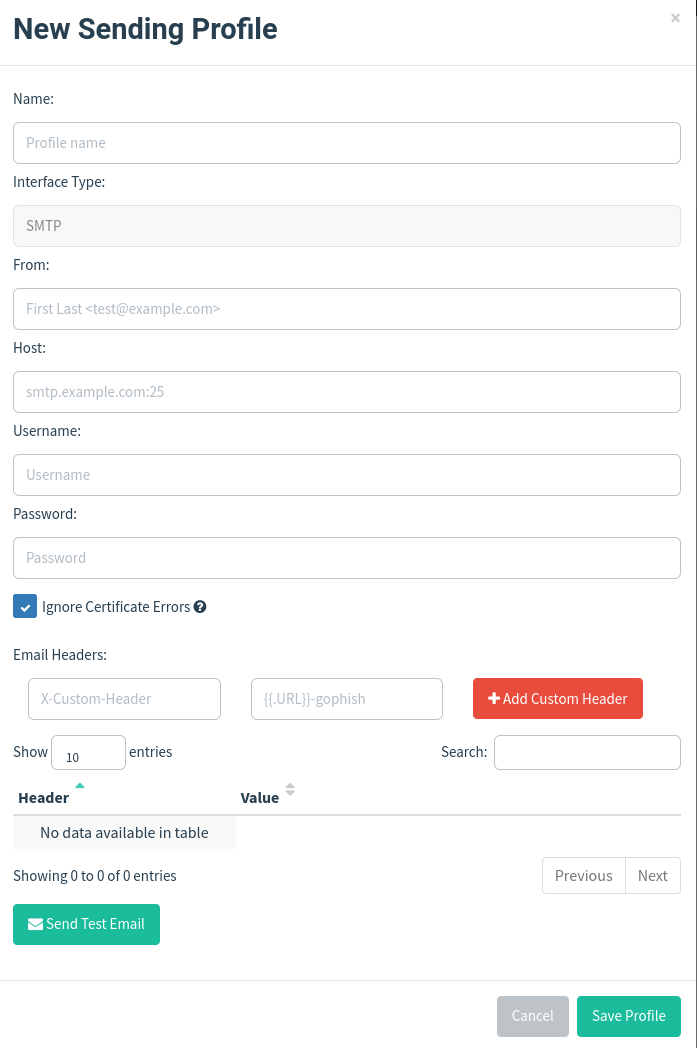 New Sending Profile
×
Name:
Profile name
Interface Type:
SMTP
From:
First Last <test@example.com>
Host:
smtp.example.com:25
Username:
Username
Password:
Password
Ignore Certificate Errors
Email Headers:
X-Custom-Header {{.URL}}-gophish Add Custom Header
Show 10 entries Search:
Header Value
No data available in table
Showing 0 to 0 of 0 entries Previous Next
Send Test Email
Cancel Save Profile